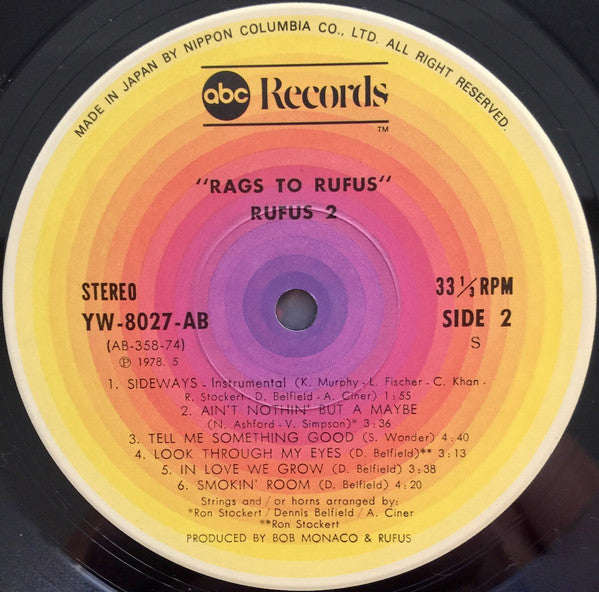 MADE IN JAPAN BY NIPPON COLUMBIA CO., LTD. ALL RIGHT RESERVED.
abc Records
TM
"RAGS TO RUFUS"
RUFUS 2
STEREO
33 1/3 RPM
YW-8027-AB
SIDE 2
(AB-358-74)
S
Ⓟ 1978. 5
1. SIDEWAYS - Instrumental (K. Murphy - L. Fischer - C. Khan -
R. Stockert - D. Belfield - A. Ciner) 1:55
2. AIN'T NOTHIN' BUT A MAYBE
(N. Ashford - V. Simpson)* 3:36
3. TELL ME SOMETHING GOOD (S. Wonder) 4:40
4. LOOK THROUGH MY EYES (D. Belfield)** 3:13
5. IN LOVE WE GROW (D. Belfield) 3:38
6. SMOKIN' ROOM (D. Belfield) 4:20
Strings and/or horns arranged by:
*Ron Stockert/Dennis Belfield/A. Ciner
**Ron Stockert
PRODUCED BY BOB MONACO & RUFUS